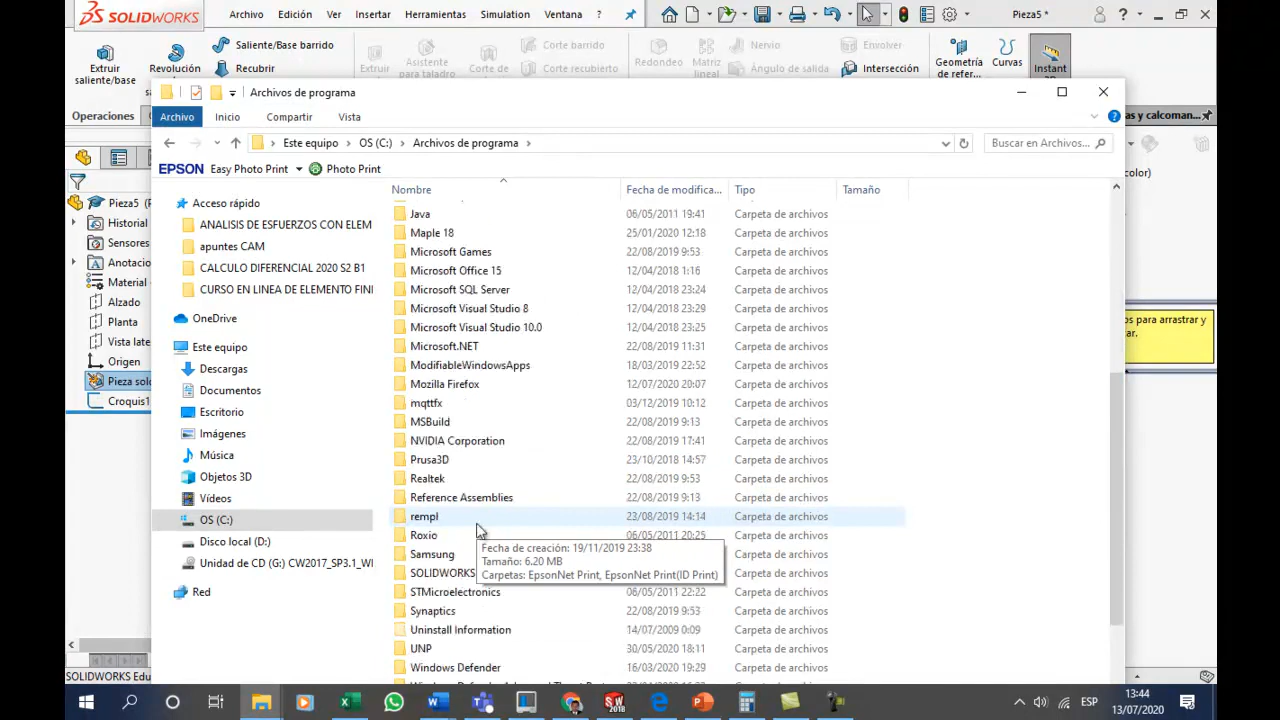 SOLIDWORKS
Archivo Edición Ver Insertar Herramientas Simulation Ventana ? Pieza5 * ?
Extruir saliente/base
Revolución
Saliente/Base barrido
Recubrir
Extruir
Asistente para taladro
Corte de
Corte barrido
Corte recubierto
Redondeo
Matriz lineal
Nervio
Ángulo de salida
Envolver
Intersección
Geometría de refer...
Curvas
Instant
Operaciones
as y calcoman...
color)
Archivos de programa
Archivo Inicio Compartir Vista
Este equipo > OS (C:) > Archivos de programa >
Buscar en Archivos...
EPSON Easy Photo Print Photo Print
Nombre Fecha de modifica... Tipo Tamaño
Pieza5 (
Historial
Sensores
Anotacio
Material
Alzado
Planta
Vista late
Origen
Pieza sol
Croquis1
Acceso rápido
ANALISIS DE ESFUERZOS CON ELEM
apuntes CAM
CALCULO DIFERENCIAL 2020 S2 B1
CURSO EN LINEA DE ELEMENTO FINI
OneDrive
Este equipo
Descargas
Documentos
Escritorio
Imágenes
Música
Objetos 3D
Vídeos
OS (C:)
Disco local (D:)
Unidad de CD (G:) CW2017_SP3.1_WI
Red
Java 06/05/2011 19:41 Carpeta de archivos
Maple 18 25/01/2020 12:18 Carpeta de archivos
Microsoft Games 22/08/2019 9:53 Carpeta de archivos
Microsoft Office 15 12/04/2018 1:16 Carpeta de archivos
Microsoft SQL Server 12/04/2018 23:24 Carpeta de archivos
Microsoft Visual Studio 8 12/04/2018 23:29 Carpeta de archivos
Microsoft Visual Studio 10.0 12/04/2018 23:25 Carpeta de archivos
Microsoft.NET 22/08/2019 11:31 Carpeta de archivos
ModifiableWindowsApps 18/03/2019 22:52 Carpeta de archivos
Mozilla Firefox 12/07/2020 20:07 Carpeta de archivos
mqttfx 03/12/2019 10:12 Carpeta de archivos
MSBuild 22/08/2019 9:13 Carpeta de archivos
NVIDIA Corporation 22/08/2019 17:41 Carpeta de archivos
Prusa3D 23/10/2018 14:57 Carpeta de archivos
Realtek 22/08/2019 9:53 Carpeta de archivos
Reference Assemblies 22/08/2019 9:13 Carpeta de archivos
rempl 23/08/2019 14:14 Carpeta de archivos
Roxio 06/05/2011 20:25 Carpeta de archivos
Samsung Carpeta de archivos
SOLIDWORKS Carpeta de archivos
STMicroelectronics 06/05/2011 22:22 Carpeta de archivos
Synaptics 22/08/2019 9:53 Carpeta de archivos
Uninstall Information 14/07/2009 0:09 Carpeta de archivos
UNP 30/05/2020 18:11 Carpeta de archivos
Windows Defender 16/03/2020 19:29 Carpeta de archivos
Fecha de creación: 19/11/2019 23:38
Tamaño: 6.20 MB
Carpetas: EpsonNet Print, EpsonNet Print(ID Print)
os para arrastrar y
ar.
SOLIDWORKS Edu
SW 2018
ESP
13:44
13/07/2020